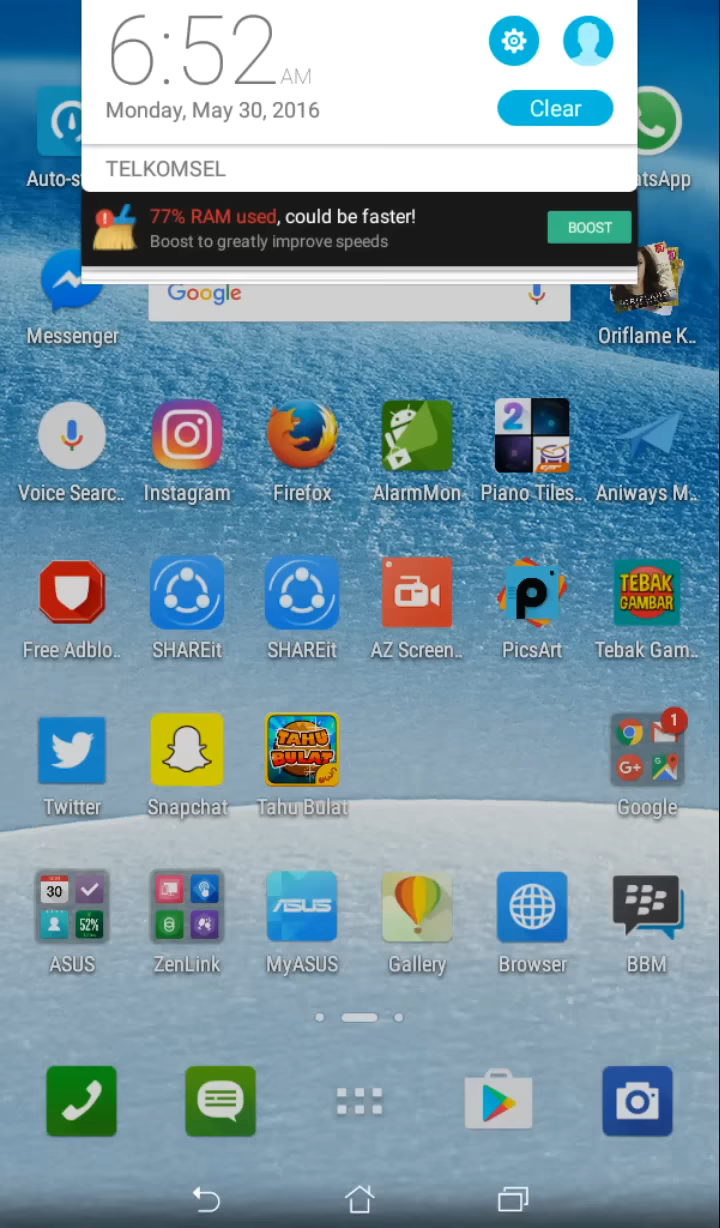 6:52 AM
Monday, May 30, 2016
Clear
TELKOMSEL
77% RAM used, could be faster!
Boost to greatly improve speeds
BOOST
Auto-s
atsApp
Google
Messenger
Oriflame K..
2
Voice Searc..
Instagram
Firefox
AlarmMon
Piano Tiles..
Aniways M..
TEBAK
GAMBAR
Free Adblo..
SHAREit
SHAREit
AZ Screen..
PicsArt
Tebak Gam..
TAHU
BULAT
1
G+
Twitter
Snapchat
Tahu Bulat
Google
30
52%
ASUS
ASUS
ZenLink
MyASUS
Gallery
Browser
BBM